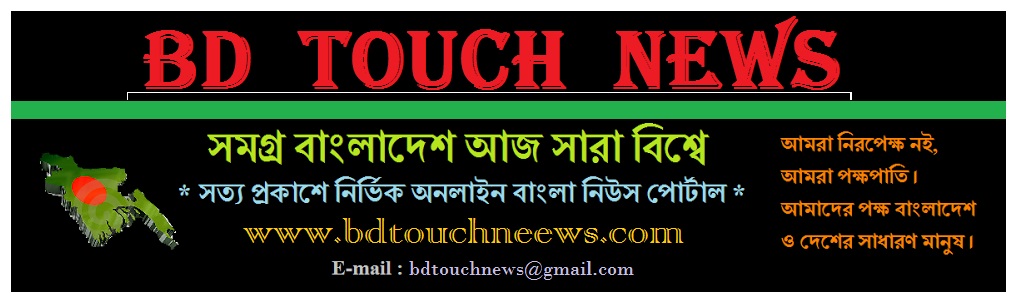 BD TOUCH NEWS
সমগ্র বাংলাদেশ আজ সারা বিশ্বে
* সত্য প্রকাশে নির্ভিক অনলাইন বাংলা নিউস পোর্টাল *
www.bdtouchneews.com
E-mail : bdtouchnews@gmail.com
আমরা নিরপেক্ষ নই,
আমরা পক্ষপাতি।
আমাদের পক্ষ বাংলাদেশ
ও দেশের সাধারণ মানুষ।